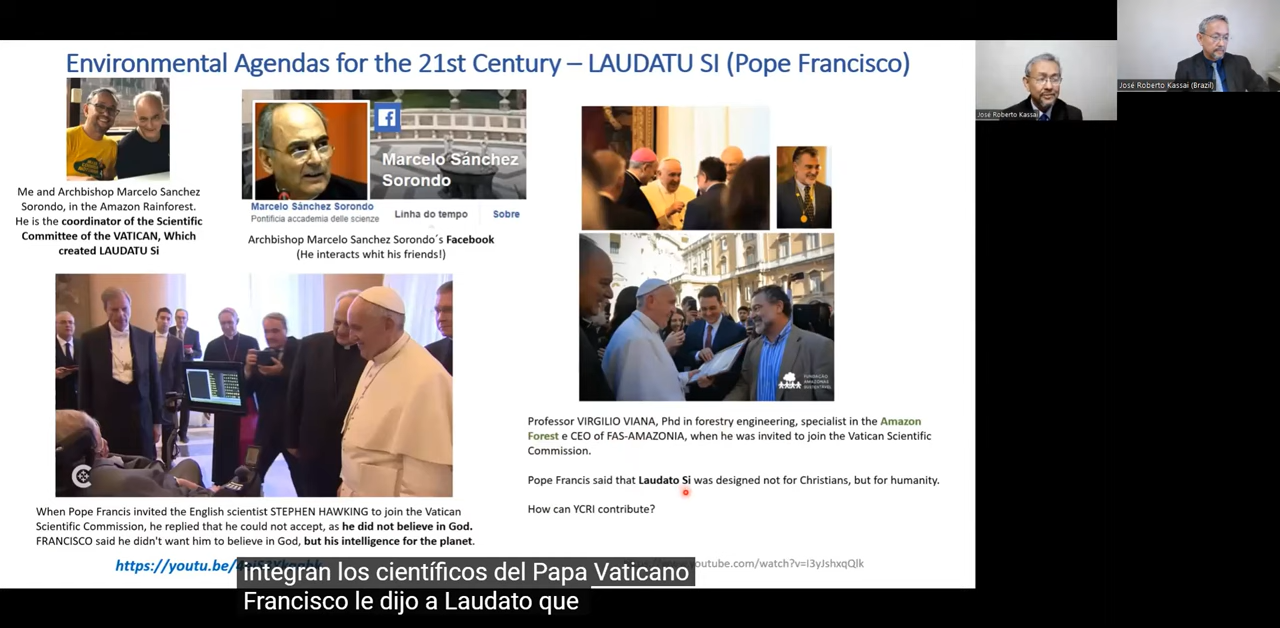 Environmental Agendas for the 21st Century – LAUDATU SI (Pope Francisco)
Me and Archbishop Marcelo Sanchez
Sorondo, in the Amazon Rainforest.
He is the coordinator of the Scientific
Committee of the VATICAN, Which
created LAUDATU Si
Marcelo Sánchez
Sorondo
Marcelo Sánchez Sorondo
Pontificia accademia delle scienze
Linha do tempo
Sobre
Archbishop Marcelo Sanchez Sorondo´s Facebook
(He interacts whit his friends!)
When Pope Francis invited the English scientist STEPHEN HAWKING to join the Vatican
Scientific Commission, he replied that he could not accept, as he did not believe in God.
FRANCISCO said he didn't want him to believe in God, but his intelligence for the planet.
https://youtu.be/
FUNDAÇÃO
AMAZONAS
SUSTENTÁVEL
Professor VIRGILIO VIANA, Phd in forestry engineering, specialist in the Amazon
Forest e CEO of FAS-AMAZONIA, when he was invited to join the Vatican Scientific
Commission.
Pope Francis said that Laudato Si was designed not for Christians, but for humanity.
How can YCRI contribute?
youtube.com/watch?v=i3yJshxqQlk
Integran los científicos del Papa Vaticano
Francisco le dijo a Laudato que
José Roberto Kassai
José Roberto Kassai (Brazil)